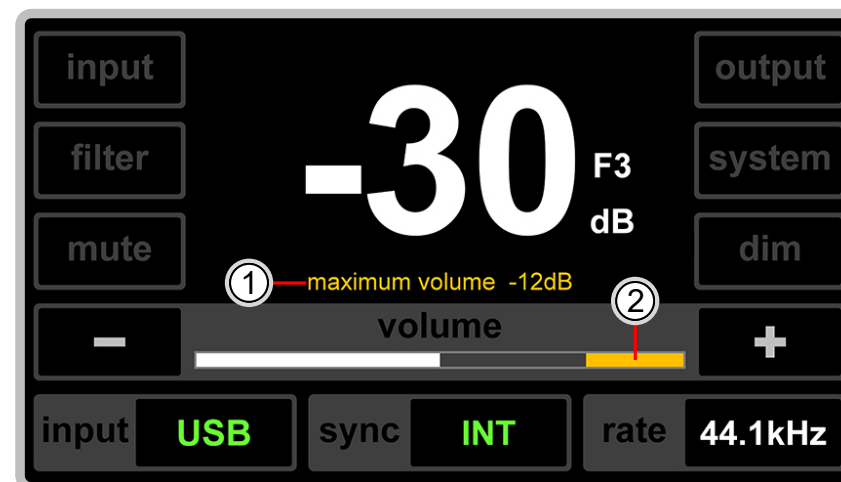 input
output
-30
filter
F3
system
dB
mute
dim
1
maximum volume -12dB
2
volume
-
+
input USB sync INT rate 44.1kHz